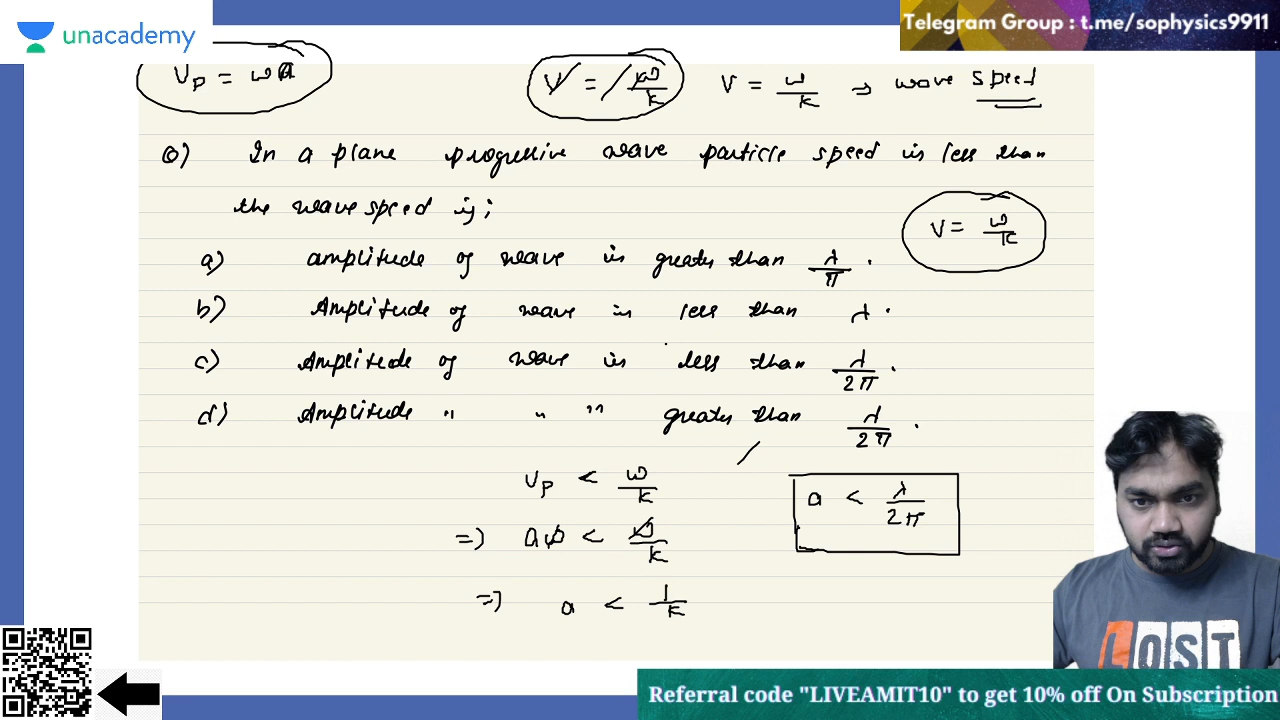 unacademy
Telegram Group : t.me/sophysics9911
Vp = ωa
V = ω/k
V = ω/k ⇒ wave speed
Q) In a plane progressive wave particle speed is less than
the wave speed if;
V = ω/k
a) amplitude of wave is greater than λ/π .
b) Amplitude of wave is less than λ .
c) Amplitude of wave is less than λ/2π .
d) Amplitude " " " greater than λ/2π .
Vp < ω/k
a < λ/2π
=) aω < ω/k
=) a < 1/k
LOST
Referral code "LIVEAMIT10" to get 10% off On Subscription